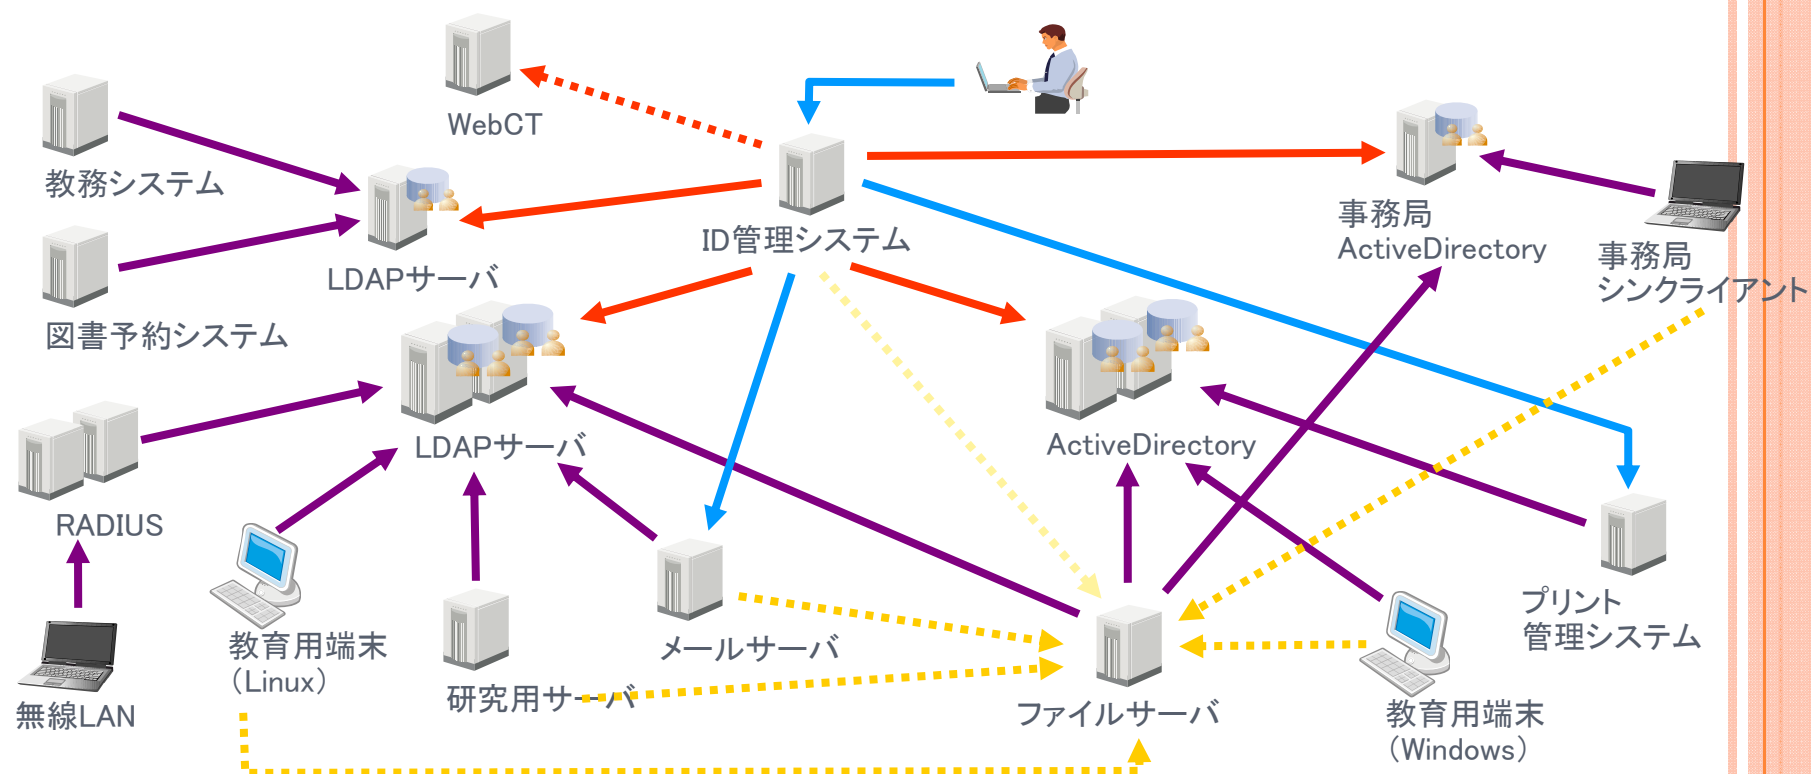 WebCT
教務システム
ID管理システム
事務局
ActiveDirectory
事務局
シンクライアント
LDAPサーバ
図書予約システム
LDAPサーバ
ActiveDirectory
RADIUS
プリント
管理システム
教育用端末
(Linux)
メールサーバ
研究用サーバ
無線LAN
ファイルサーバ
教育用端末
(Windows)